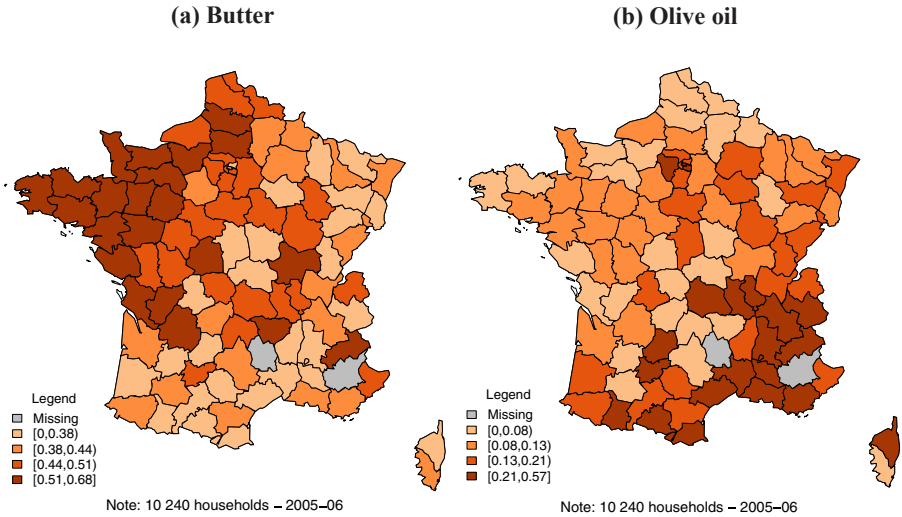 (a) Butter
(b) Olive oil
Legend
Missing
[0,0.38)
[0.38,0.44)
[0.44,0.51)
[0.51,0.68]
Note: 10 240 households – 2005–06
Legend
Missing
[0,0.08)
[0.08,0.13)
[0.13,0.21)
[0.21,0.57]
Note: 10 240 households – 2005–06